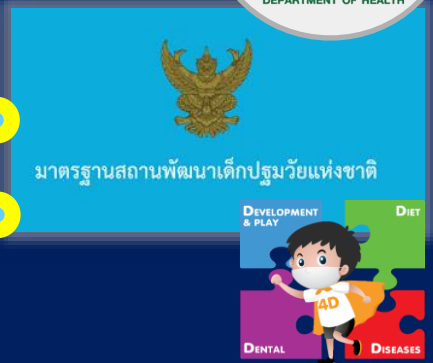 DEPARTMENT OF HEALTH
มาตรฐานสถานพัฒนาเด็กปฐมวัยแห่งชาติ
DEVELOPMENT
& PLAY
DIET
4D
DENTAL
DISEASES